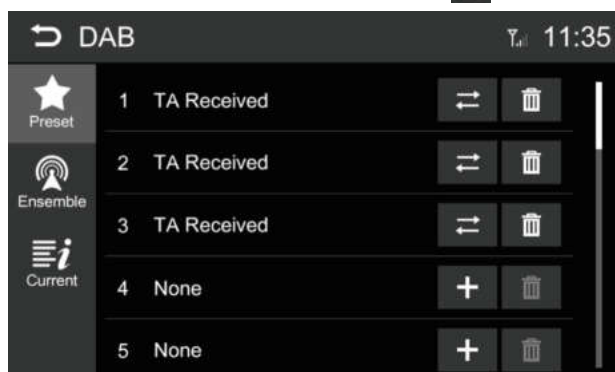 DAB 11:35
Preset
1 TA Received
2 TA Received
Ensemble
3 TA Received
Current
4 None
5 None